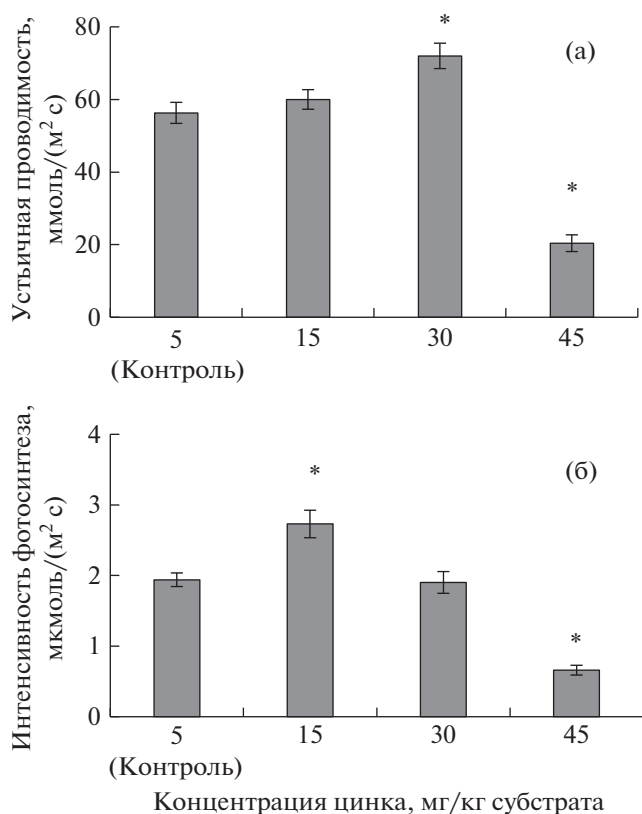 Устьичная проводимость,
ммоль/(м² с)
80
60
40
20
0
*
*
(а)
5
15
30
45
(Контроль)
Интенсивность фотосинтеза,
мкмоль/(м² с)
4
3
2
1
0
*
*
(б)
5
15
30
45
(Контроль)
Концентрация цинка, мг/кг субстрата